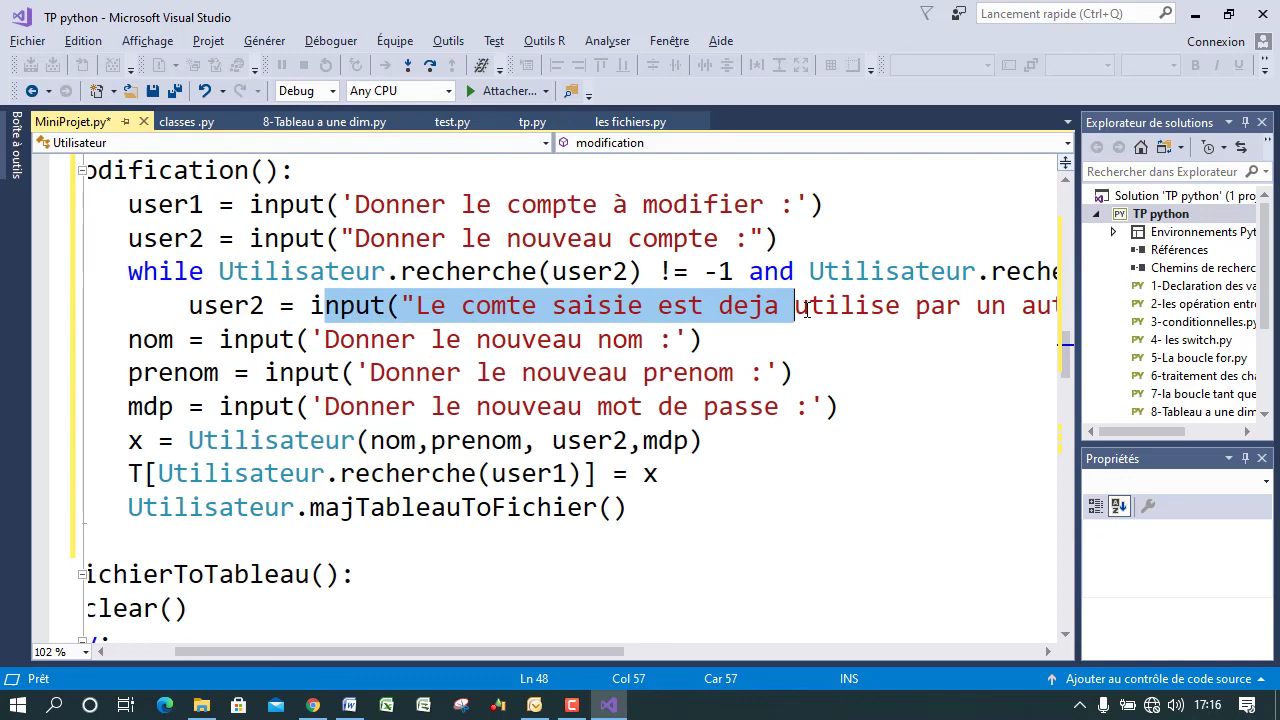 TP python - Microsoft Visual Studio
Lancement rapide (Ctrl+Q)
Fichier Edition Affichage Projet Générer Déboguer Équipe Outils Test Outils R Analyser Fenêtre Aide
Connexion
Debug Any CPU Attacher...
MiniProjet.py* classes .py 8-Tableau a une dim.py test.py tp.py les fichiers.py
Utilisateur modification
Boîte à outils
odification():
user1 = input('Donner le compte à modifier :')
user2 = input("Donner le nouveau compte :")
while Utilisateur.recherche(user2) != -1 and Utilisateur.reche
user2 = input("Le comte saisie est deja utilise par un aut
nom = input('Donner le nouveau nom :')
prenom = input('Donner le nouveau prenom :')
mdp = input('Donner le nouveau mot de passe :')
x = Utilisateur(nom,prenom, user2,mdp)
T[Utilisateur.recherche(user1)] = x
Utilisateur.majTableauToFichier()
ichierToTableau():
clear()
102 %
Explorateur de solutions
Rechercher dans Explorateur
Solution 'TP python' (1 proj
TP python
Environnements Pyt
Références
Chemins de recherc
1-Declaration des va
2-les opération entre
3-conditionnelles.py
4- les switch.py
5-La boucle for.py
6-traitement des cha
7-la boucle tant que
8-Tableau a une dim
Propriétés
Prêt Ln 48 Col 57 Car 57 INS Ajouter au contrôle de code source
17:16